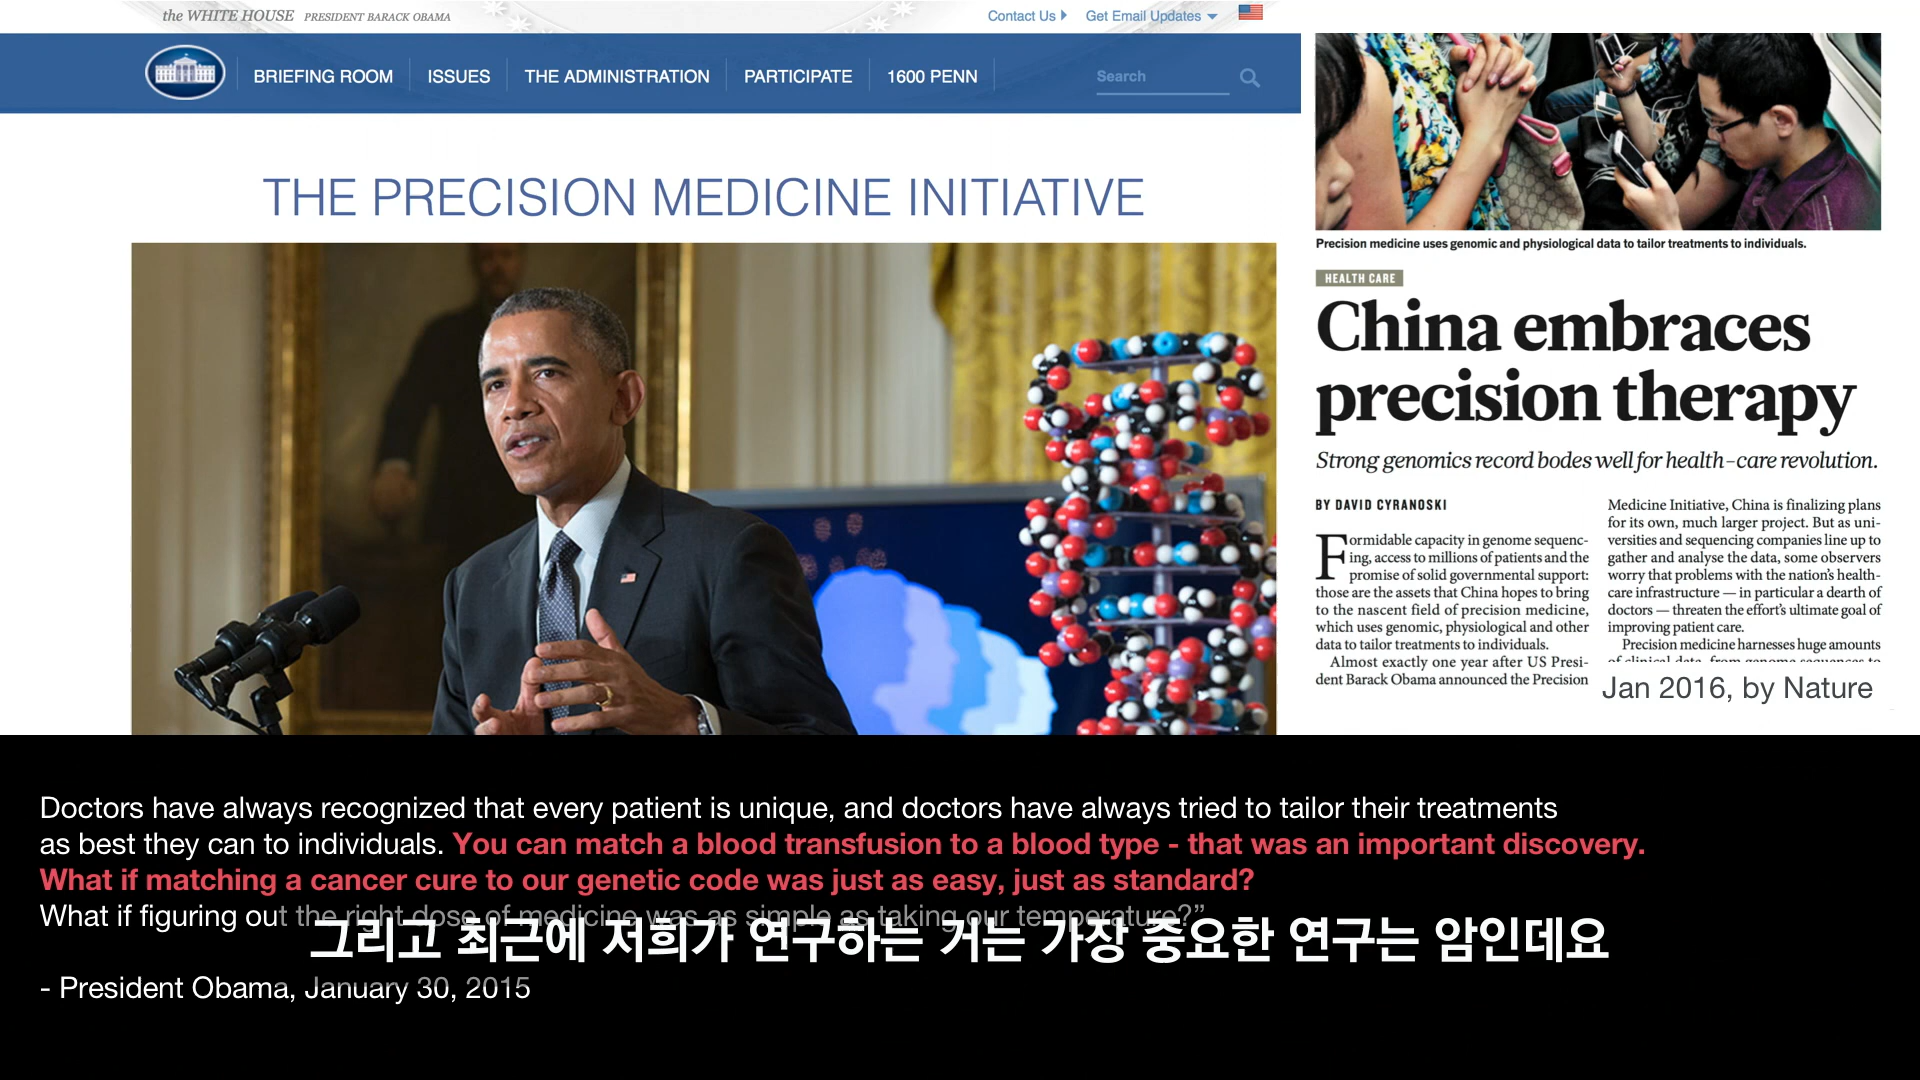 the WHITE HOUSE PRESIDENT BARACK OBAMA
Contact Us
Get Email Updates
BRIEFING ROOM
ISSUES
THE ADMINISTRATION
PARTICIPATE
1600 PENN
Search
THE PRECISION MEDICINE INITIATIVE
Precision medicine uses genomic and physiological data to tailor treatments to individuals.
HEALTH CARE
China embraces
precision therapy
Strong genomics record bodes well for health-care revolution.
BY DAVID CYRANOSKI
Formidable capacity in genome sequenc-
ing, access to millions of patients and the
promise of solid governmental support:
those are the assets that China hopes to bring
to the nascent field of precision medicine,
which uses genomic, physiological and other
data to tailor treatments to individuals.
Almost exactly one year after US Presi-
dent Barack Obama announced the Precision
Medicine Initiative, China is finalizing plans
for its own, much larger project. But as uni-
versities and sequencing companies line up to
gather and analyse the data, some observers
worry that problems with the nation's health-
care infrastructure — in particular a dearth of
doctors — threaten the effort's ultimate goal of
improving patient care.
Precision medicine harnesses huge amounts
of clinical data, from genome sequences to
Jan 2016, by Nature
Doctors have always recognized that every patient is unique, and doctors have always tried to tailor their treatments
as best they can to individuals. You can match a blood transfusion to a blood type - that was an important discovery.
What if matching a cancer cure to our genetic code was just as easy, just as standard?
What if figuring out the right dose of medicine was as simple as taking our temperature?”
그리고 최근에 저희가 연구하는 거는 가장 중요한 연구는 암인데요
- President Obama, January 30, 2015